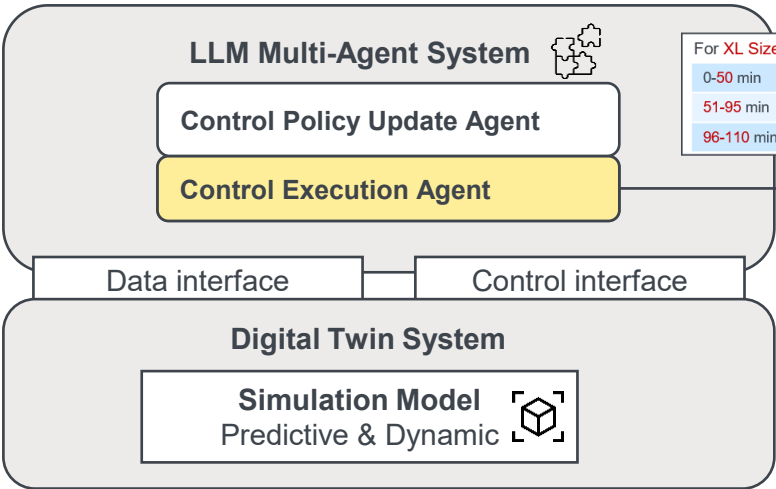 LLM Multi-Agent System
For XL Size
0-50 min
51-95 min
96-110 min
Control Policy Update Agent
Control Execution Agent
Data interface
Control interface
Digital Twin System
Simulation Model
Predictive & Dynamic